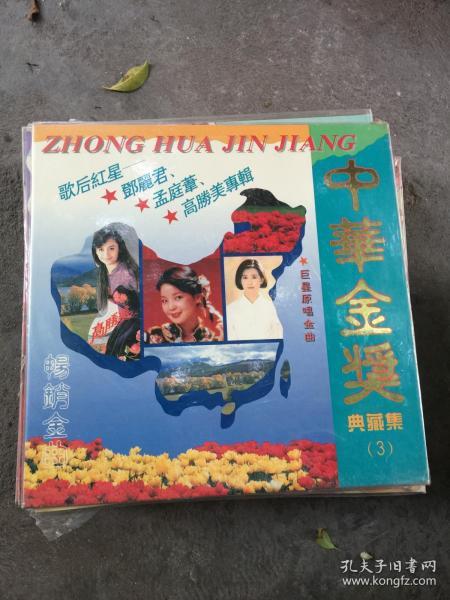 ZHONG HUA JIN JIANG
歌后紅星
★鄧麗君、
★孟庭葦、
★高勝美專輯
中華金獎
典藏集
(3)
★巨星原唱金曲
高勝
暢銷金曲
孔夫子旧书网
www.kongfz.com